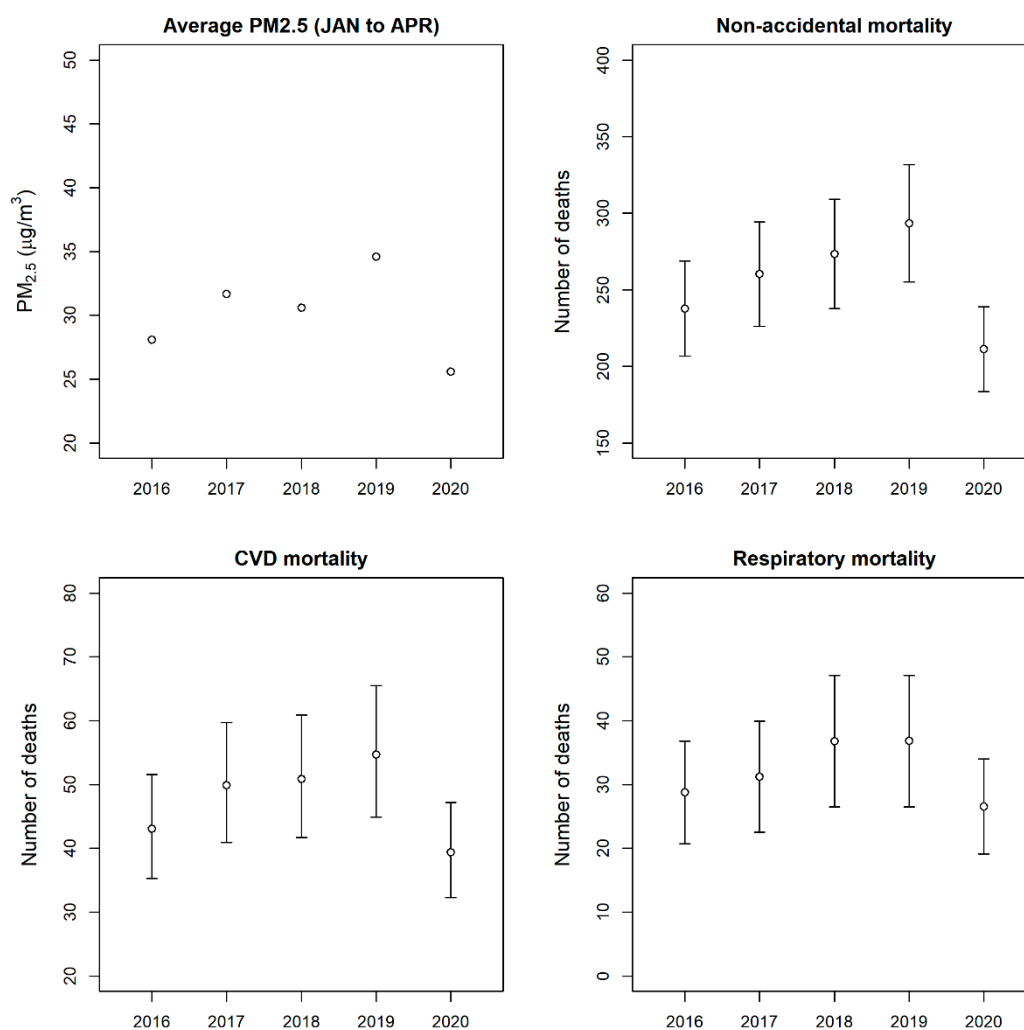 Average PM2.5 (JAN to APR)
PM2.5 (μg/m3)
50
45
40
35
30
25
20
2016 2017 2018 2019 2020
Non-accidental mortality
Number of deaths
400
350
300
250
200
150
2016 2017 2018 2019 2020
CVD mortality
Number of deaths
80
70
60
50
40
30
20
2016 2017 2018 2019 2020
Respiratory mortality
Number of deaths
60
50
40
30
20
10
0
2016 2017 2018 2019 2020